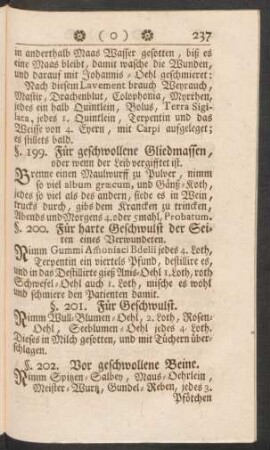 ( o ) 237
in anderthalb Maas Wasser gesotten, biß es
eine Maas bleibt, damit wasche die Wunden,
und darauf mit Johannis-Oehl geschmieret:
Nach diesem Lavement brauch Weyrauch,
Mastix, Drachenblut, Colophonia, Myrrhen,
jedes ein halb Quintlein, Bolus, Terra Sigil-
lata, jedes 1. Quintlein, Terpentin und das
Weisse von 4. Eyern, mit Carpi aufgeleget;
es stillets bald.
§. 199. Für geschwollene Gliedmassen,
oder wenn der Leib vergifftet ist.
Brenne einen Maulwurff zu Pulver, nimm
so viel album græcum, und Gänß-Koth,
jedes so viel als des andern, siede es in Wein,
trucks durch, gibs dem Krancken zu trincken,
Abends und Morgens 4. oder 5mahl, Probatum.
§. 200. Für harte Geschwulst der Sei-
ten eines Verwundeten.
Nimm Gummi Amoniaci Bdelii jedes 4. Loth,
Terpentin ein viertels Pfund, destillire es,
und in das Destillirte gieß Anis-Oehl 1. Loth, roth
Schwefel-Oehl auch 1. Loth, mische es wohl
und schmiere den Patienten damit.
§. 201. Für Geschwulst.
Nimm Wull-Blumen-Oehl, 2. Loth, Rosen-
Oehl, Seeblumen-Oehl jedes 4. Loth.
Dieses in Milch gesotten, und mit Tüchern über-
schlagen.
§. 202. Vor geschwollene Beine.
Nimm Spitzen-Salbey, Maus-Oehrlein,
Meister-Wurtz, Gundel-Reben, jedes 3.
Pfötchen